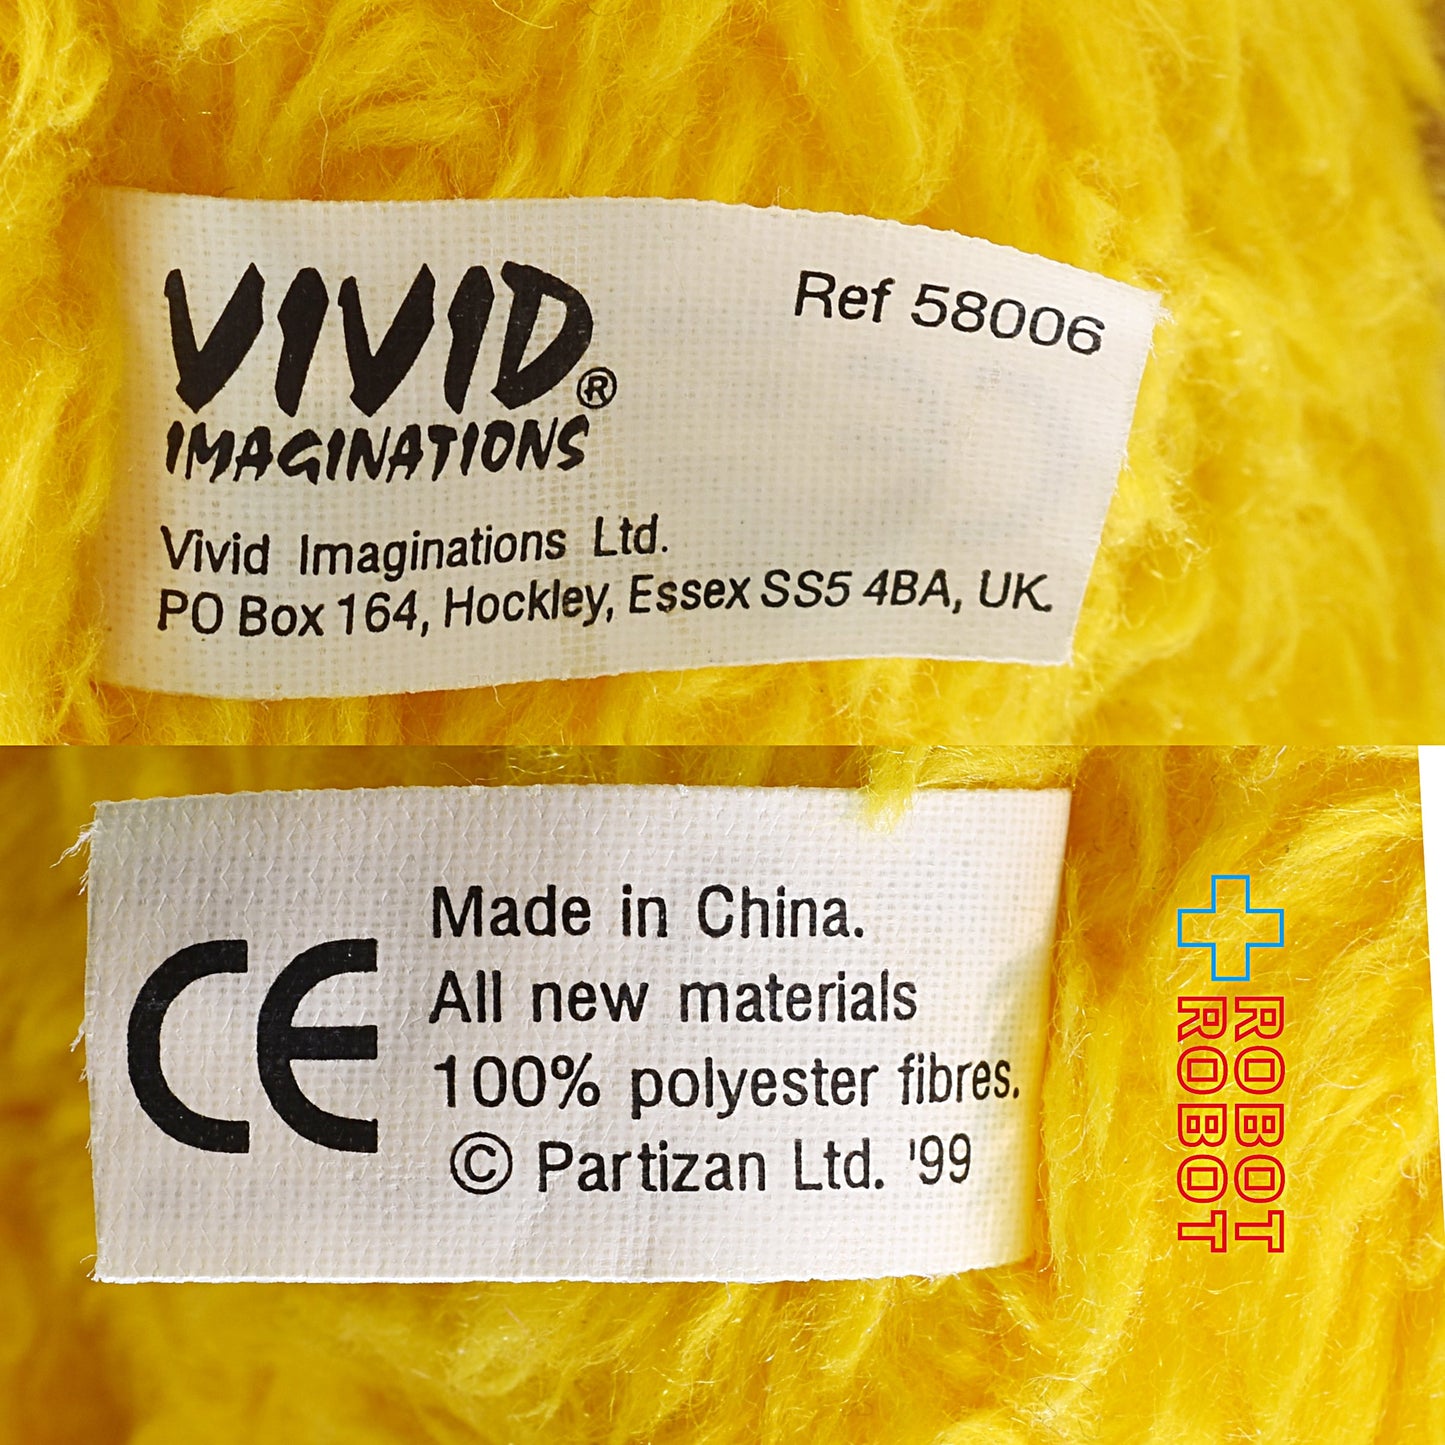 VIVID®
IMAGINATIONS
Ref 58006
Vivid Imaginations Ltd.
PO Box 164, Hockley, Essex SS5 4BA, UK.
CE
Made in China.
All new materials
100% polyester fibres.
© Partizan Ltd. '99
ROBOT
ROBOT